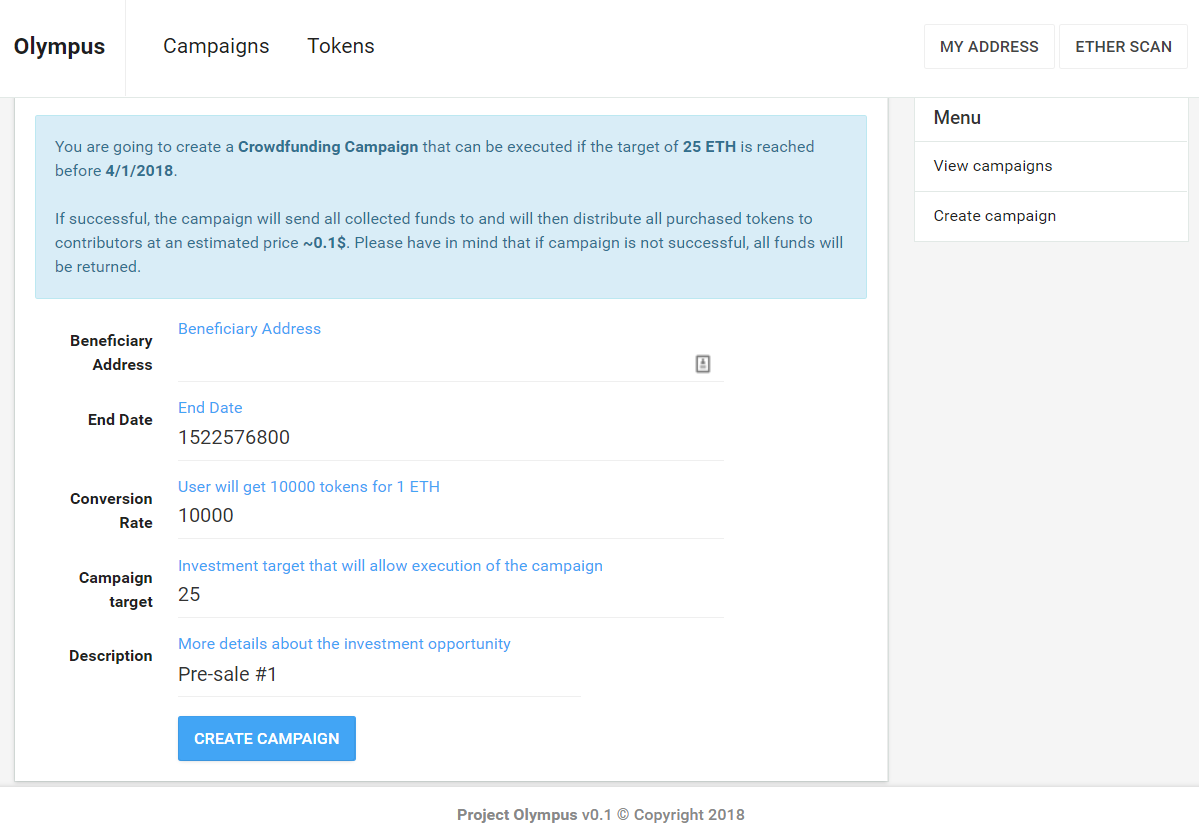 Olympus
Campaigns
Tokens
MY ADDRESS
ETHER SCAN
You are going to create a Crowdfunding Campaign that can be executed if the target of 25 ETH is reached
before 4/1/2018.
If successful, the campaign will send all collected funds to and will then distribute all purchased tokens to
contributors at an estimated price ~0.1$. Please have in mind that if campaign is not successful, all funds will
be returned.
Beneficiary
Address
Beneficiary Address
End Date
End Date
1522576800
Conversion
Rate
User will get 10000 tokens for 1 ETH
10000
Campaign
target
Investment target that will allow execution of the campaign
25
Description
More details about the investment opportunity
Pre-sale #1
CREATE CAMPAIGN
Menu
View campaigns
Create campaign
Project Olympus v0.1 © Copyright 2018